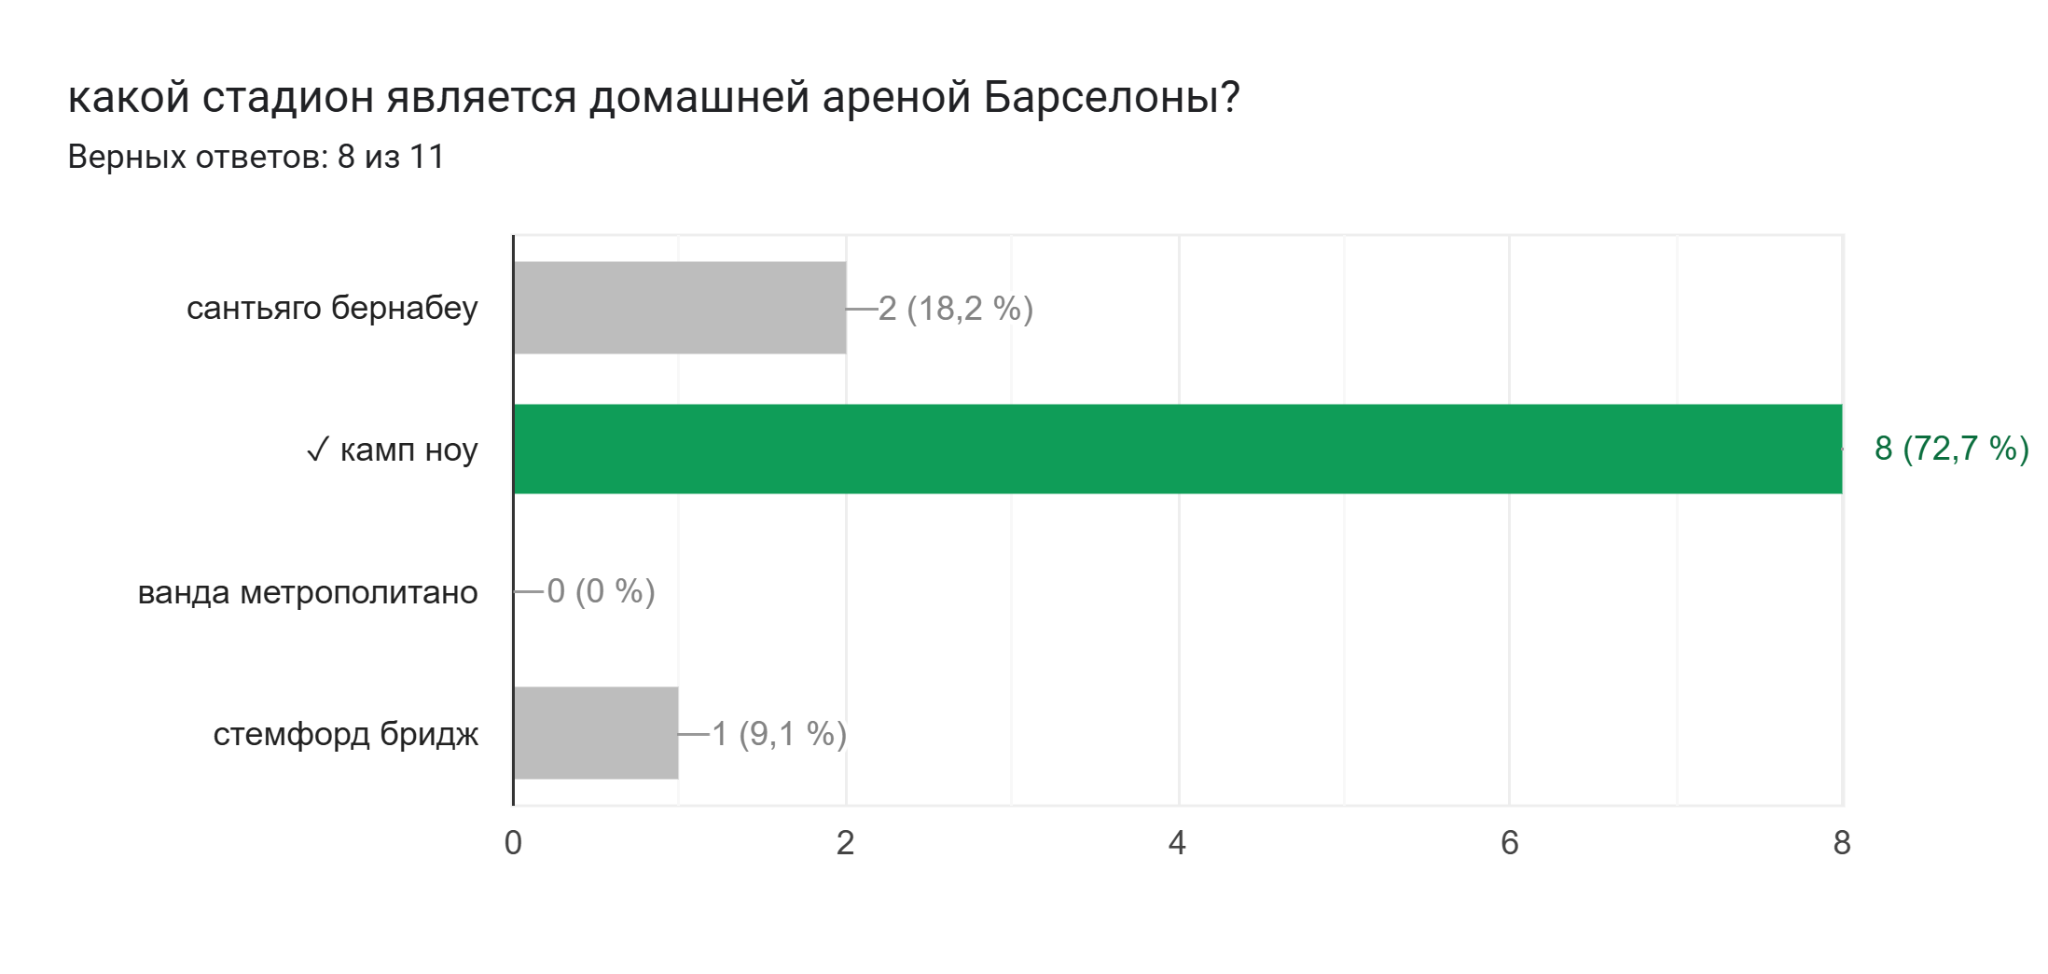 какой стадион является домашней ареной Барселоны?
Верных ответов: 8 из 11
сантьяго бернабеу
2 (18,2 %)
✓ камп ноу
8 (72,7 %)
ванда метрополитано
0 (0 %)
стемфорд бридж
1 (9,1 %)
0 2 4 6 8